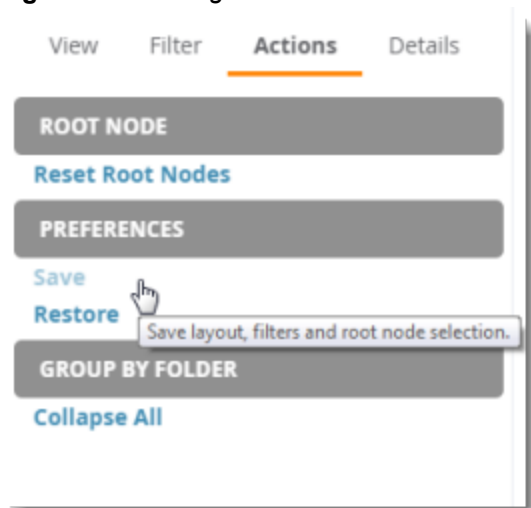 View Filter Actions Details
ROOT NODE
Reset Root Nodes
PREFERENCES
Save
Restore
Save layout, filters and root node selection.
GROUP BY FOLDER
Collapse All